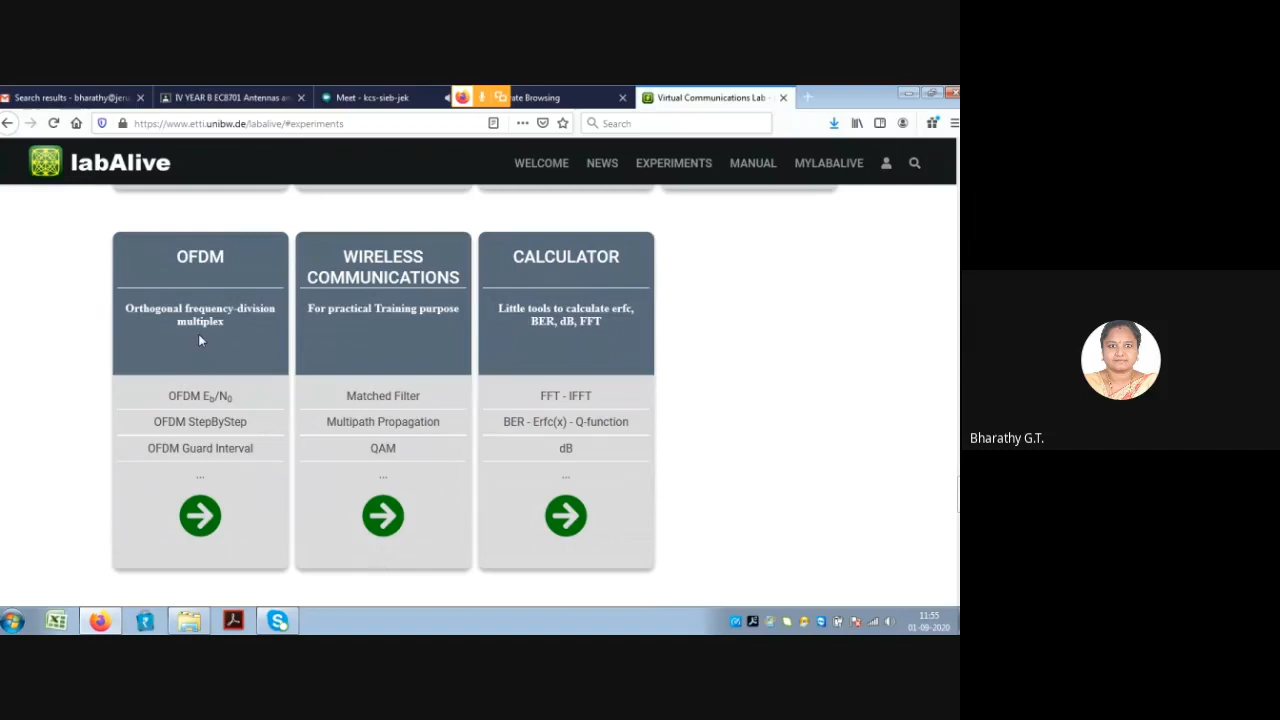 Search results - bharathy@jeru
IV YEAR B EC8701 Antennas an
Meet - kcs-sieb-jek
ate Browsing
Virtual Communications Lab -
https://www.etti.unibw.de/labalive/#experiments
Search
labAlive
WELCOME
NEWS
EXPERIMENTS
MANUAL
MYLABALIVE
OFDM
Orthogonal frequency-division
multiplex
OFDM Eb/N0
OFDM StepByStep
OFDM Guard Interval
...
WIRELESS
COMMUNICATIONS
For practical Training purpose
Matched Filter
Multipath Propagation
QAM
...
CALCULATOR
Little tools to calculate erfc,
BER, dB, FFT
FFT - IFFT
BER - Erfc(x) - Q-function
dB
...
Bharathy G.T.
11:55
01-09-2020